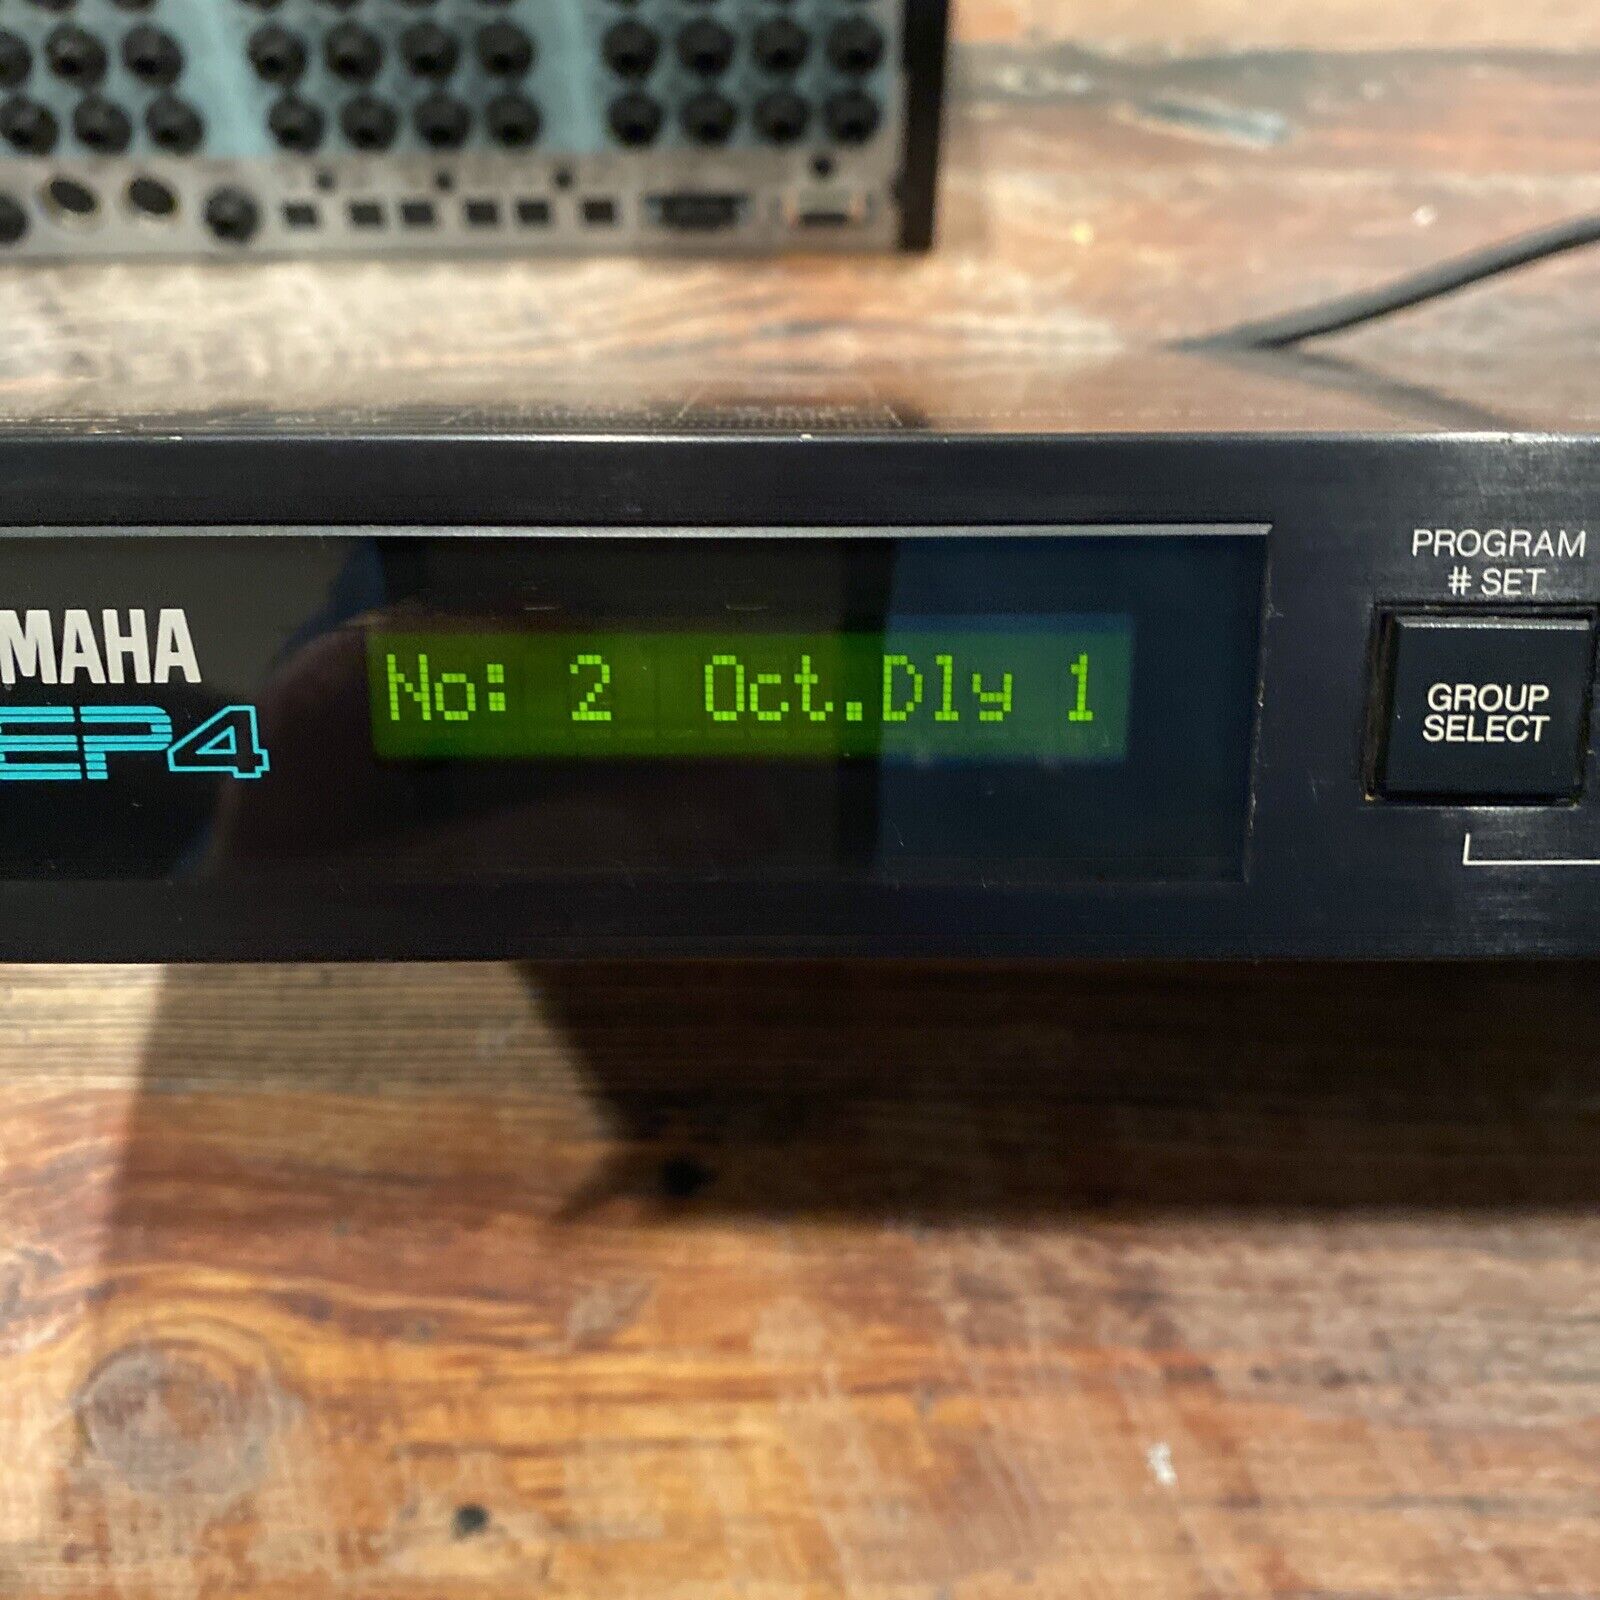 MAHA
EP4
No: 2 Oct.Dly 1
PROGRAM
# SET
GROUP
SELECT